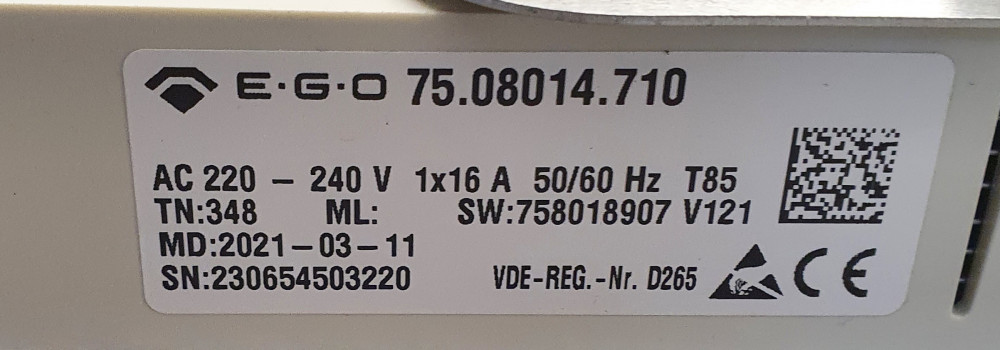 E·G·O 75.08014.710
AC 220 – 240 V 1x16 A 50/60 Hz T85
TN:348 ML: SW:758018907 V121
MD:2021–03–11
SN:230654503220 VDE-REG.-Nr. D265 CE